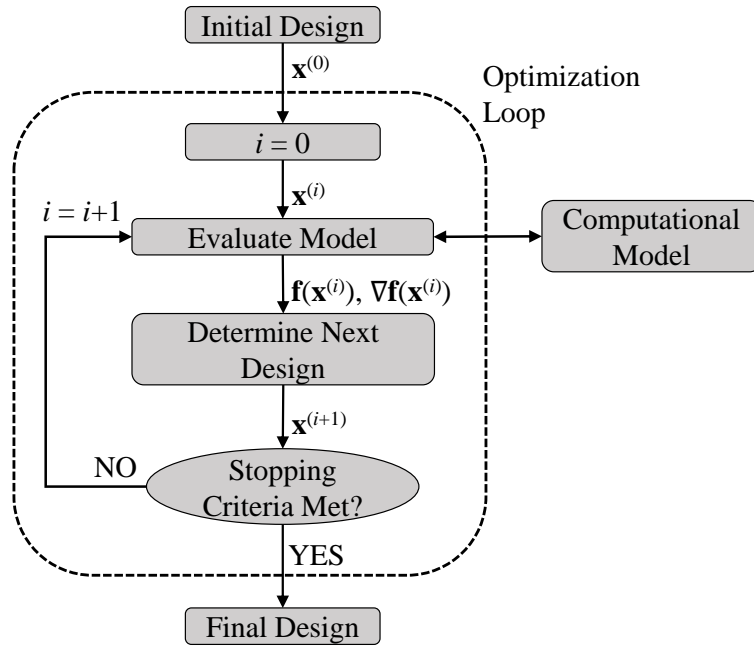 Initial Design
𝐱⁽⁰⁾
Optimization
Loop
i = 0
𝐱⁽ⁱ⁾
i = i+1
Evaluate Model
Computational
Model
𝐟(𝐱⁽ⁱ⁾), ∇𝐟(𝐱⁽ⁱ⁾)
Determine Next
Design
𝐱⁽ⁱ⁺¹⁾
NO
Stopping
Criteria Met?
YES
Final Design